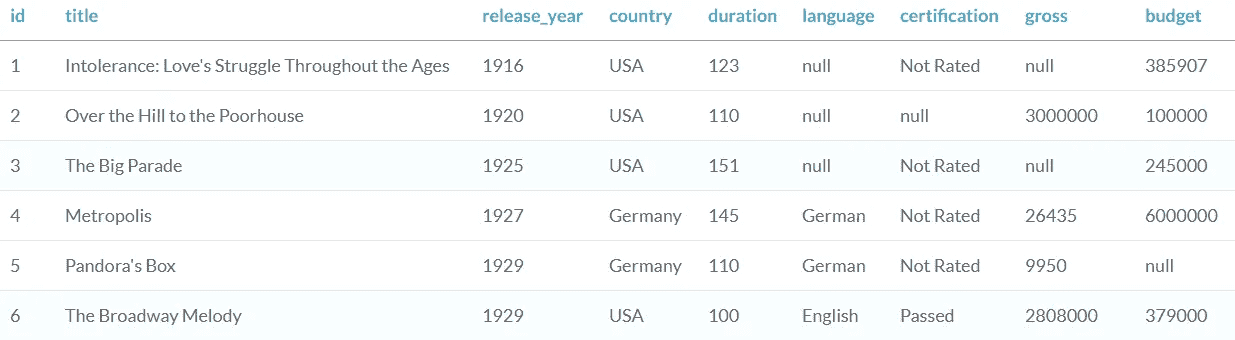 id title release_year country duration language certification gross budget
1 Intolerance: Love's Struggle Throughout the Ages 1916 USA 123 null Not Rated null 385907
2 Over the Hill to the Poorhouse 1920 USA 110 null null 3000000 100000
3 The Big Parade 1925 USA 151 null Not Rated null 245000
4 Metropolis 1927 Germany 145 German Not Rated 26435 6000000
5 Pandora's Box 1929 Germany 110 German Not Rated 9950 null
6 The Broadway Melody 1929 USA 100 English Passed 2808000 379000